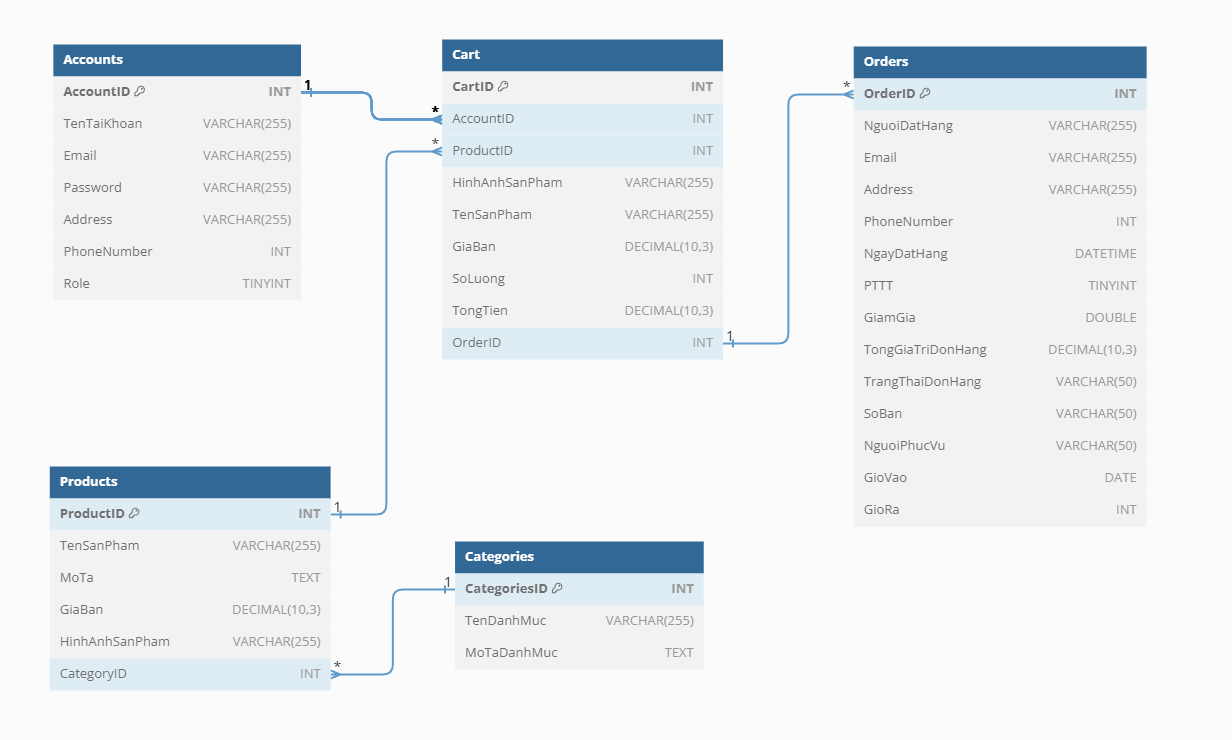 Accounts
AccountID INT
TenTaiKhoan VARCHAR(255)
Email VARCHAR(255)
Password VARCHAR(255)
Address VARCHAR(255)
PhoneNumber INT
Role TINYINT
1
*
*
Cart
CartID INT
AccountID INT
ProductID INT
HinhAnhSanPham VARCHAR(255)
TenSanPham VARCHAR(255)
GiaBan DECIMAL(10,3)
SoLuong INT
TongTien DECIMAL(10,3)
OrderID INT
1
*
Orders
OrderID INT
NguoiDatHang VARCHAR(255)
Email VARCHAR(255)
Address VARCHAR(255)
PhoneNumber INT
NgayDatHang DATETIME
PTTT TINYINT
GiamGia DOUBLE
TongGiaTriDonHang DECIMAL(10,3)
TrangThaiDonHang VARCHAR(50)
SoBan VARCHAR(50)
NguoiPhucVu VARCHAR(50)
GioVao DATE
GioRa INT
Products
ProductID INT
TenSanPham VARCHAR(255)
MoTa TEXT
GiaBan DECIMAL(10,3)
HinhAnhSanPham VARCHAR(255)
CategoryID INT
1
*
1
Categories
CategoriesID INT
TenDanhMuc VARCHAR(255)
MoTaDanhMuc TEXT